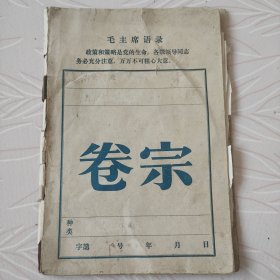 毛主席语录
政策和策略是党的生命，各级领导同志
务必充分注意，万万不可粗心大意。
卷宗
种类
字第 号 年 月 日